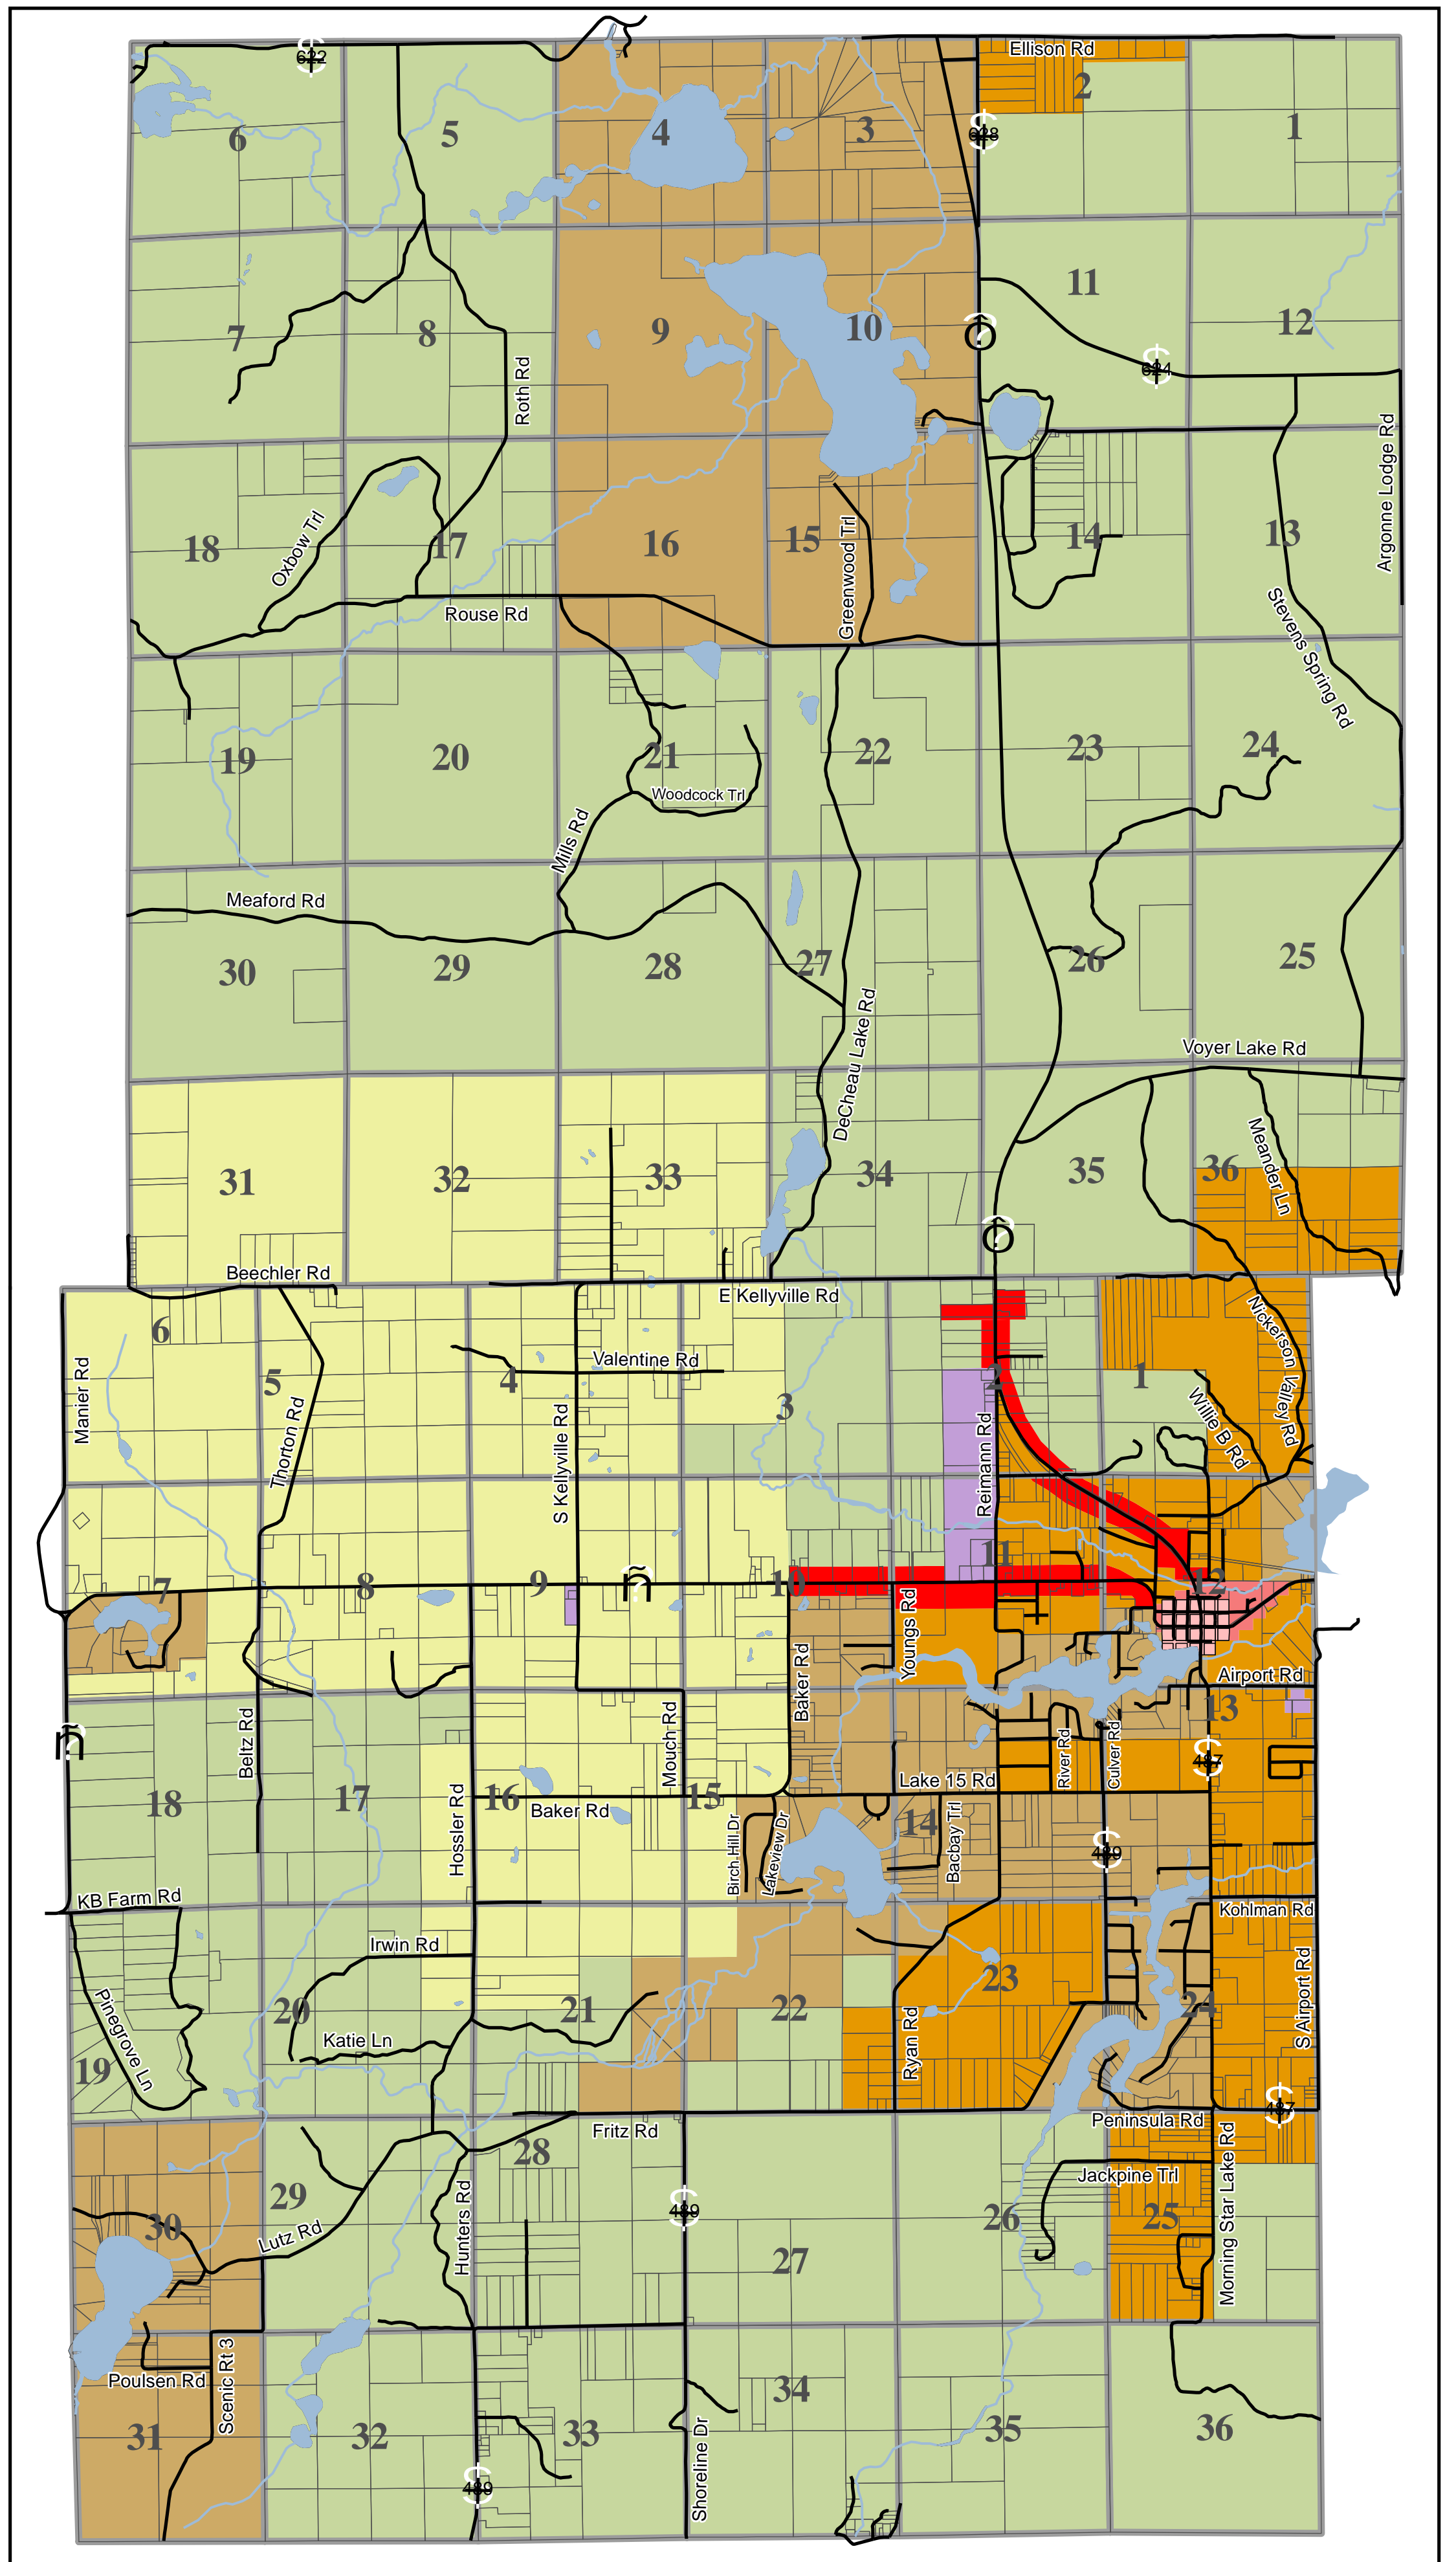 Ellison Rd
622
2
628
6
5
4
3
1
11
12
7
8
9
10
624
Roth Rd
Argonne Lodge Rd
18
Oxbow Trl
17
16
15
Greenwood Trl
14
13
Rouse Rd
Stevens Spring Rd
19
20
21
22
23
24
Woodcock Trl
Mills Rd
Meaford Rd
30
29
28
27
26
25
DeCheau Lake Rd
Voyer Lake Rd
31
32
33
34
35
36
Meander Ln
Beechler Rd
E Kellyville Rd
6
Manier Rd
5
Thorton Rd
4
Valentine Rd
S Kellyville Rd
3
2
1
Nickerson Valley Rd
Willie B Rd
Reimann Rd
7
8
9
ñ
10
11
12
Youngs Rd
Baker Rd
Airport Rd
13
ñ
Beltz Rd
Mouch Rd
River Rd
Culver Rd
487
18
17
Hossler Rd
16
Baker Rd
15
Lake 15 Rd
14
Birch Hill Dr
Lakeview Dr
Bacbay Trl
489
KB Farm Rd
Kohlman Rd
Irwin Rd
23
S Airport Rd
Pinegrove Ln
20
21
22
24
Katie Ln
19
Ryan Rd
487
Fritz Rd
Peninsula Rd
28
Jackpine Trl
29
30
Lutz Rd
Hunters Rd
489
26
25
Morning Star Lake Rd
27
Poulsen Rd
Scenic Rt 3
34
31
32
33
35
36
489
Shoreline Dr